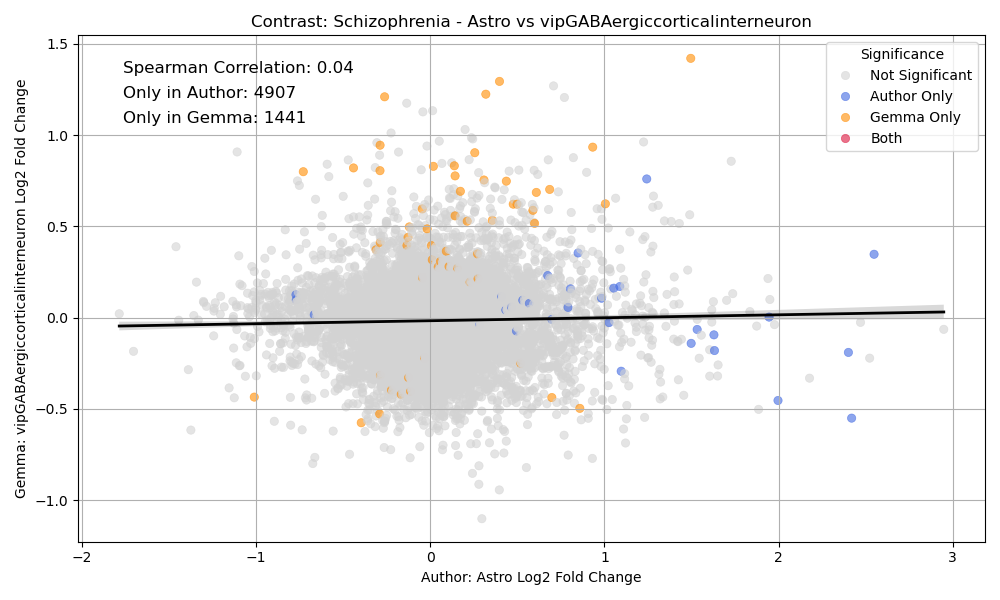 Contrast: Schizophrenia - Astro vs vipGABAergiccorticalinterneuron
Spearman Correlation: 0.04
Only in Author: 4907
Only in Gemma: 1441
Significance
Not Significant
Author Only
Gemma Only
Both
Gemma: vipGABAergiccorticalinterneuron Log2 Fold Change
1.5
1.0
0.5
0.0
−0.5
−1.0
−2
−1
0
1
2
3
Author: Astro Log2 Fold Change